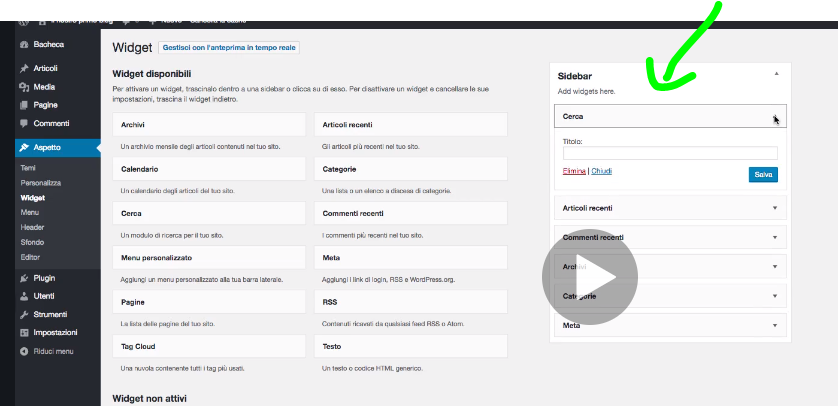 Il nostro primo blog
Nuovo
Bacheca
Articoli
Media
Pagine
Commenti
Aspetto
Temi
Personalizza
Widget
Menu
Header
Sfondo
Editor
Plugin
Utenti
Strumenti
Impostazioni
Riduci menu
Widget
Gestisci con l'anteprima in tempo reale
Widget disponibili
Per attivare un widget, trascinalo dentro a una sidebar o clicca su di esso. Per disattivare un widget e cancellare le sue
impostazioni, trascina il widget indietro.
Archivi
Articoli recenti
Un archivio mensile degli articoli contenuti nel tuo sito.
Gli articoli più recenti nel tuo sito.
Calendario
Categorie
Un calendario degli articoli del tuo sito.
Una lista o un elenco a discesa di categorie.
Cerca
Commenti recenti
Un modulo di ricerca per il tuo sito.
I commenti più recenti nel tuo sito.
Menu personalizzato
Meta
Aggiungi un menu personalizzato alla tua barra laterale.
Aggiungi i link di login, RSS e WordPress.org.
Pagine
RSS
La lista delle pagine del tuo sito.
Contenuti ricavati da qualsiasi feed RSS o Atom.
Tag Cloud
Testo
Una nuvola contenente tutti i tag più usati.
Un testo o codice HTML generico.
Widget non attivi
Sidebar
Add widgets here.
Cerca
Titolo:
Elimina | Chiudi
Salva
Articoli recenti
Commenti recenti
Archivi
Categorie
Meta